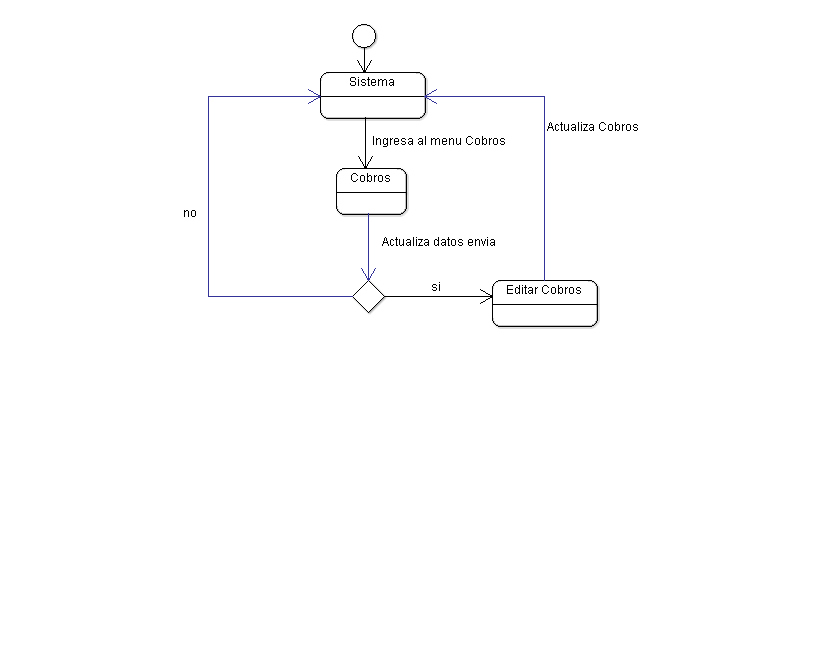 Sistema
Actualiza Cobros
Ingresa al menu Cobros
Cobros
no
Actualiza datos envia
si
Editar Cobros